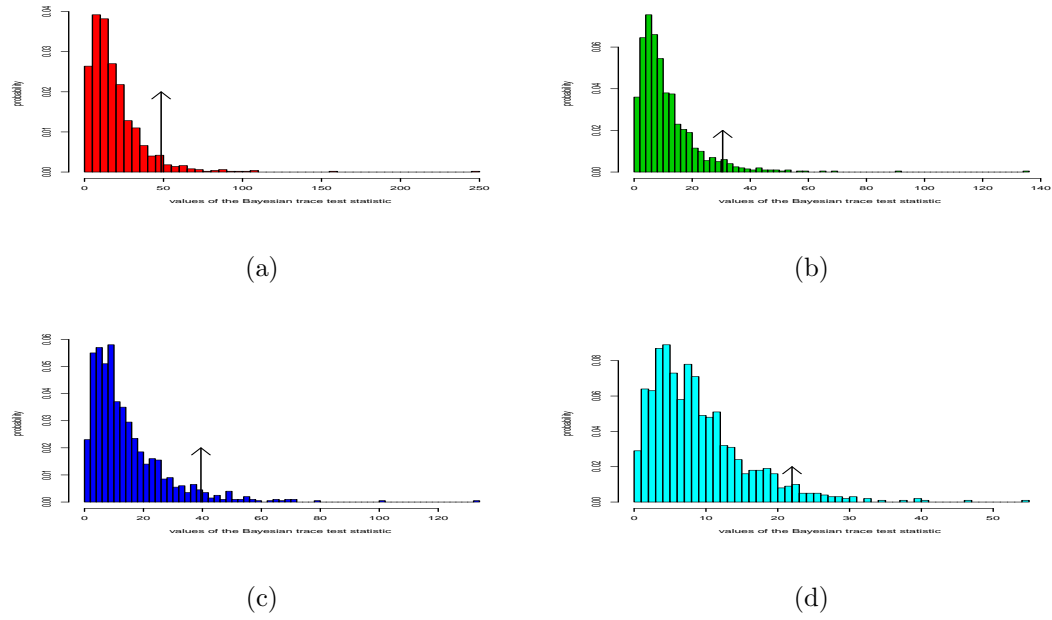 probability
0.00 0.01 0.02 0.03 0.04
0 50 100 150 200 250
values of the Bayesian trace test statistic
(a)
probability
0.00 0.02 0.04 0.06
0 20 40 60 80 100 120 140
values of the Bayesian trace test statistic
(b)
probability
0.00 0.01 0.02 0.03 0.04 0.05 0.06
0 20 40 60 80 100 120
values of the Bayesian trace test statistic
(c)
probability
0.00 0.02 0.04 0.06 0.08
0 10 20 30 40 50
values of the Bayesian trace test statistic
(d)